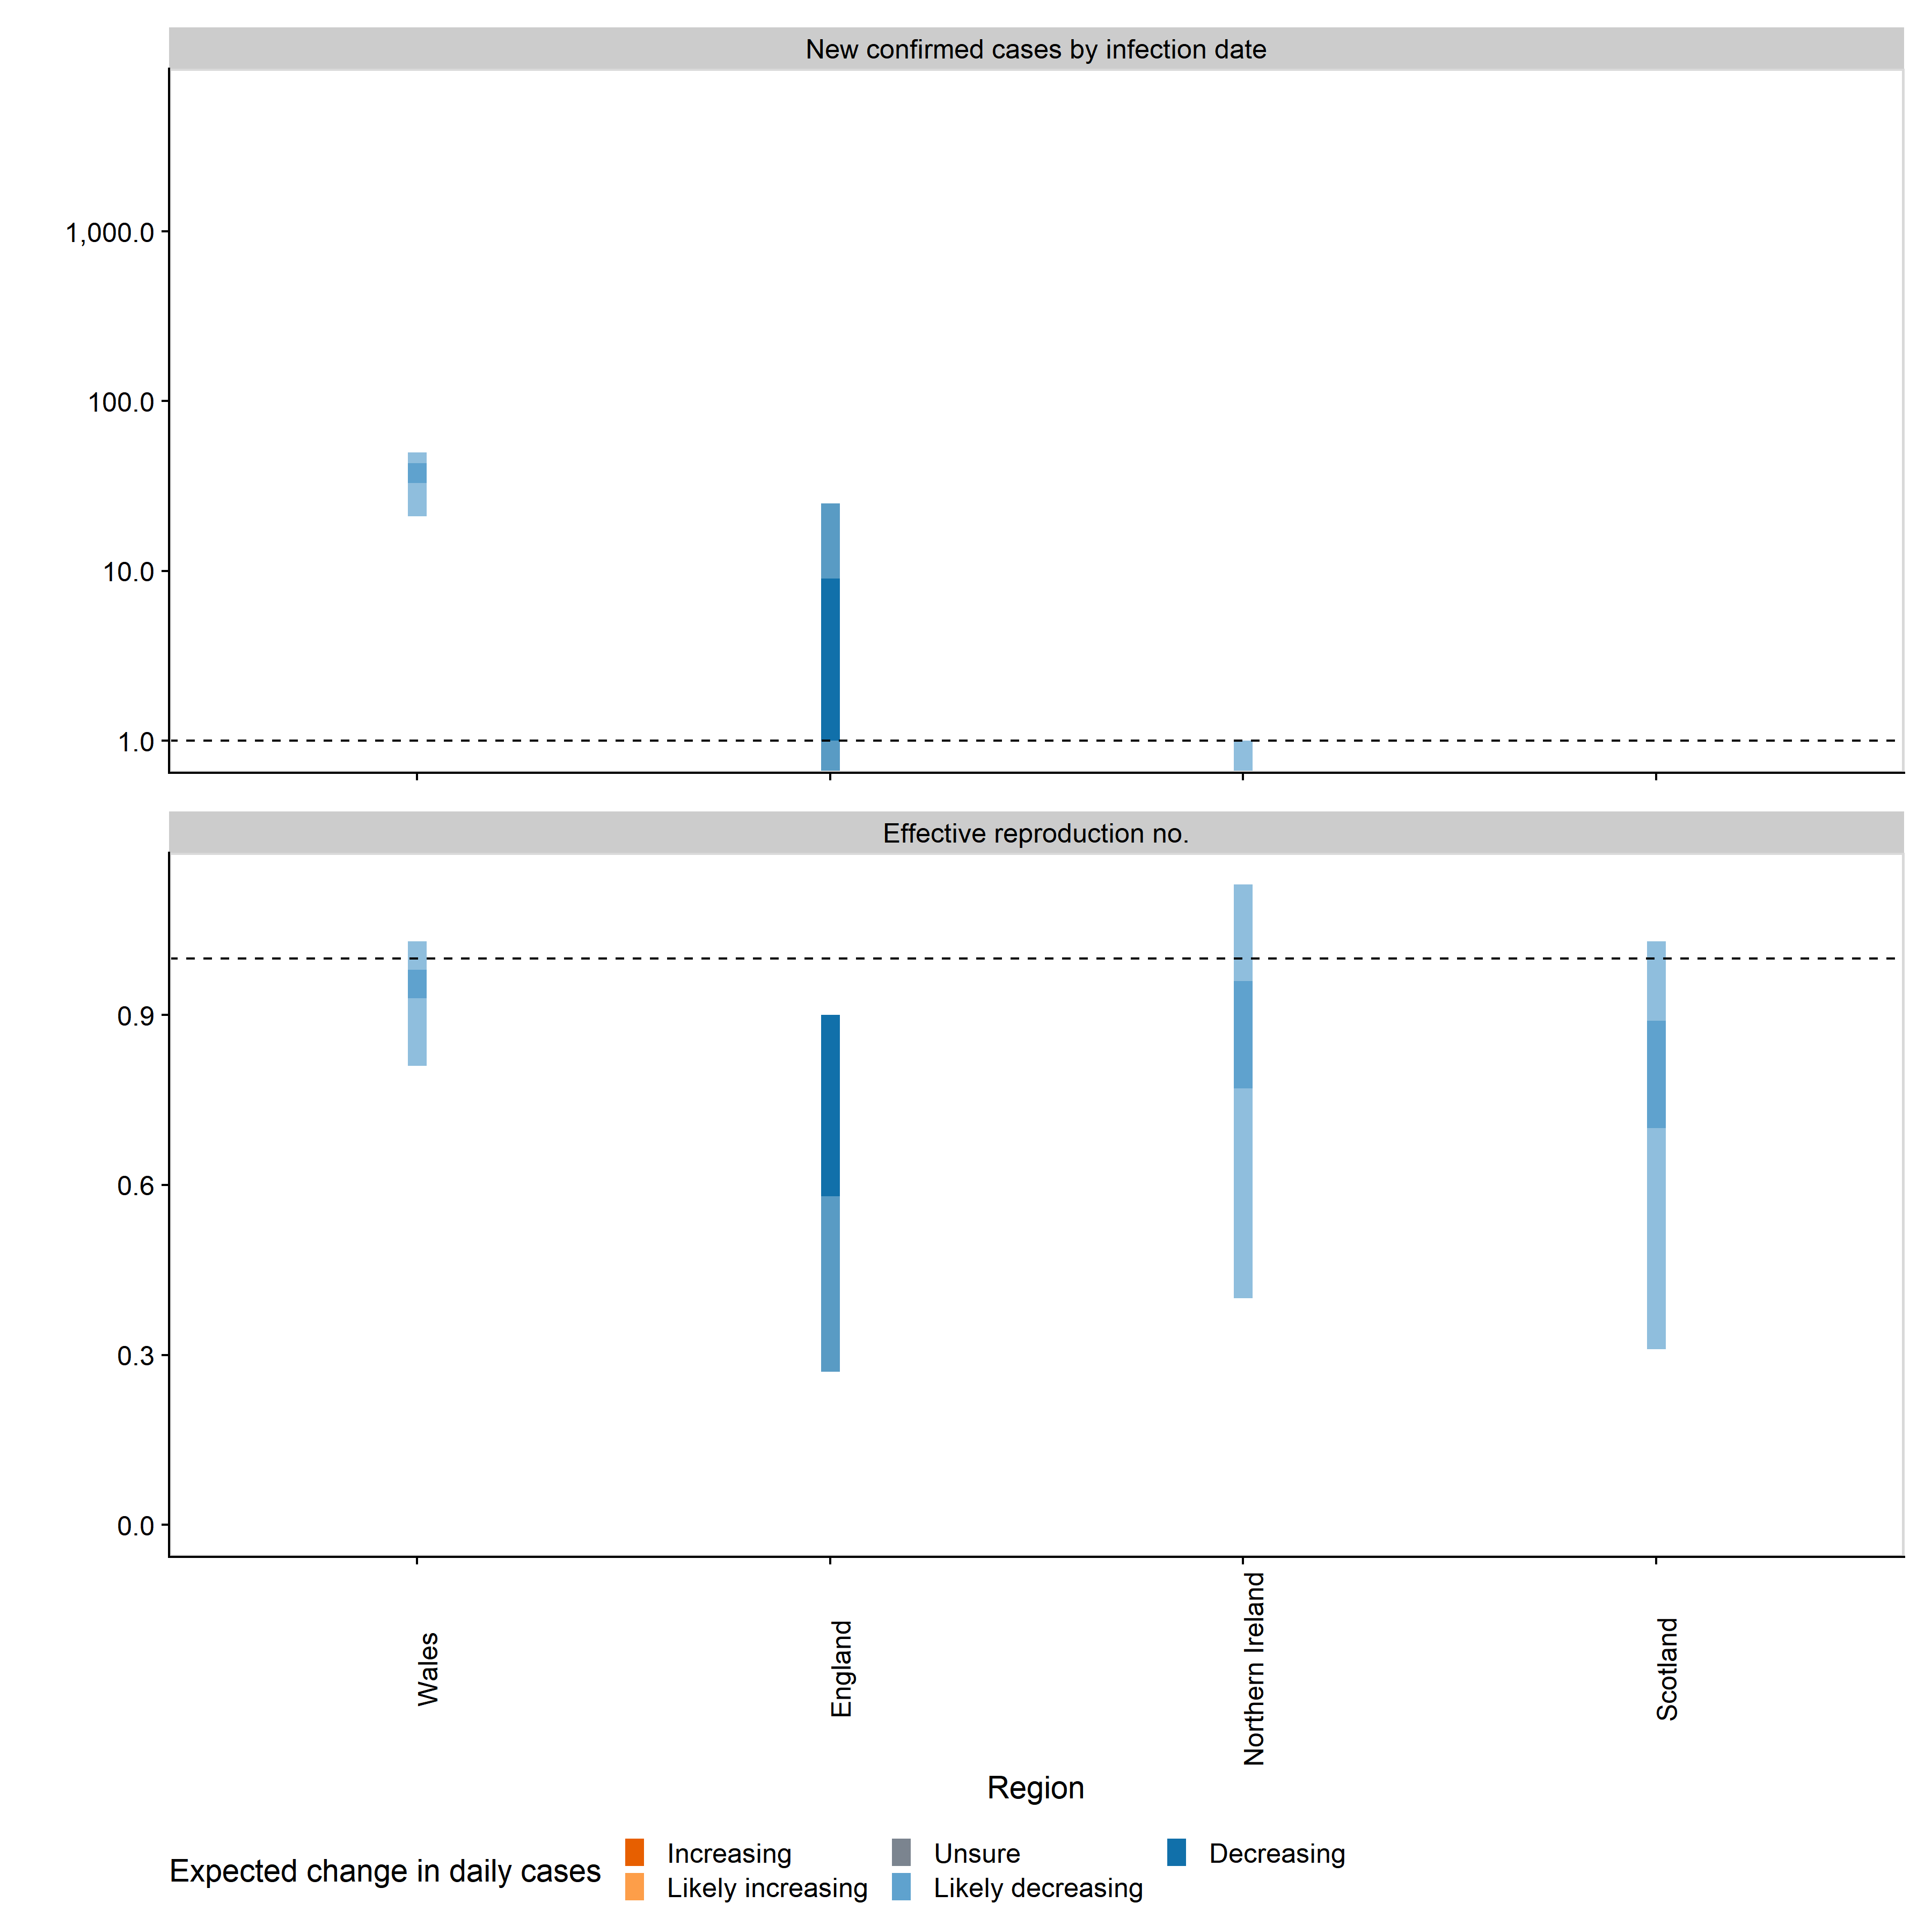 New confirmed cases by infection date
1,000.0
100.0
10.0
1.0
Effective reproduction no.
0.9
0.6
0.3
0.0
Wales
England
Northern Ireland
Scotland
Region
Expected change in daily cases
Increasing
Unsure
Decreasing
Likely increasing
Likely decreasing